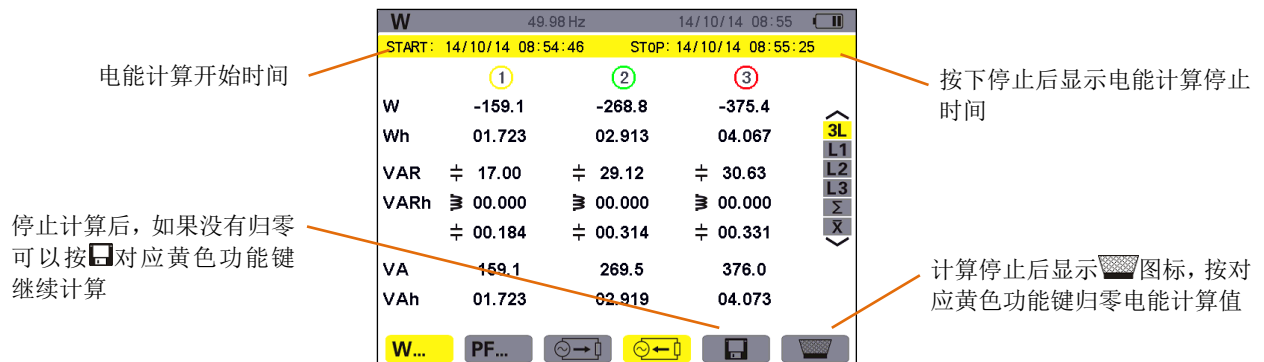 W 49.98Hz 14/10/14 08:55
START: 14/10/14 08:54:46 STOP: 14/10/14 08:55:25
1 2 3
W -159.1 -268.8 -375.4
Wh 01.723 02.913 04.067
VAR 17.00 29.12 30.63
VARh 00.000 00.000 00.000
00.184 00.314 00.331
VA 159.1 269.5 376.0
VAh 01.723 02.919 04.073
3L
L1
L2
L3
Σ
X̄
W... PF...
电能计算开始时间
停止计算后，如果没有归零
可以按对应黄色功能键
继续计算
按下停止后显示电能计算停止
时间
计算停止后显示图标，按对
应黄色功能键归零电能计算值